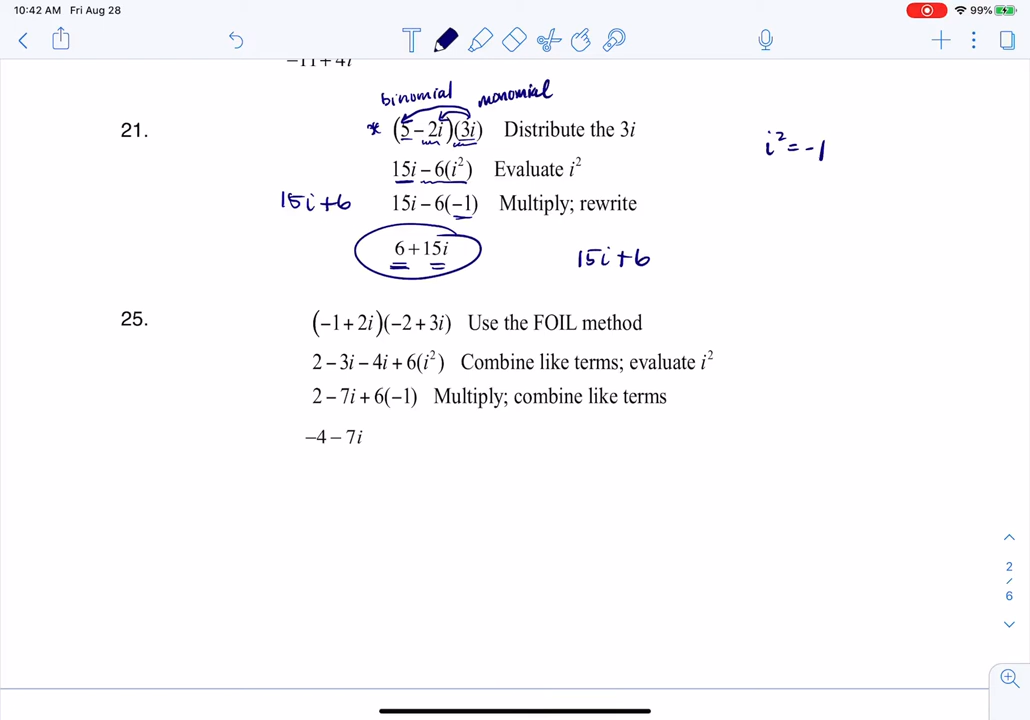 10:42 AM Fri Aug 28
99%
T
−11 + 4i
binomial monomial
21.
* (5 − 2i)(3i) Distribute the 3i
i² = -1
15i − 6(i²) Evaluate i²
15i+6
15i − 6(−1) Multiply; rewrite
6 + 15i
15i+6
25.
(−1 + 2i)(−2 + 3i) Use the FOIL method
2 − 3i − 4i + 6(i²) Combine like terms; evaluate i²
2 − 7i + 6(−1) Multiply; combine like terms
−4 − 7i
2
/
6